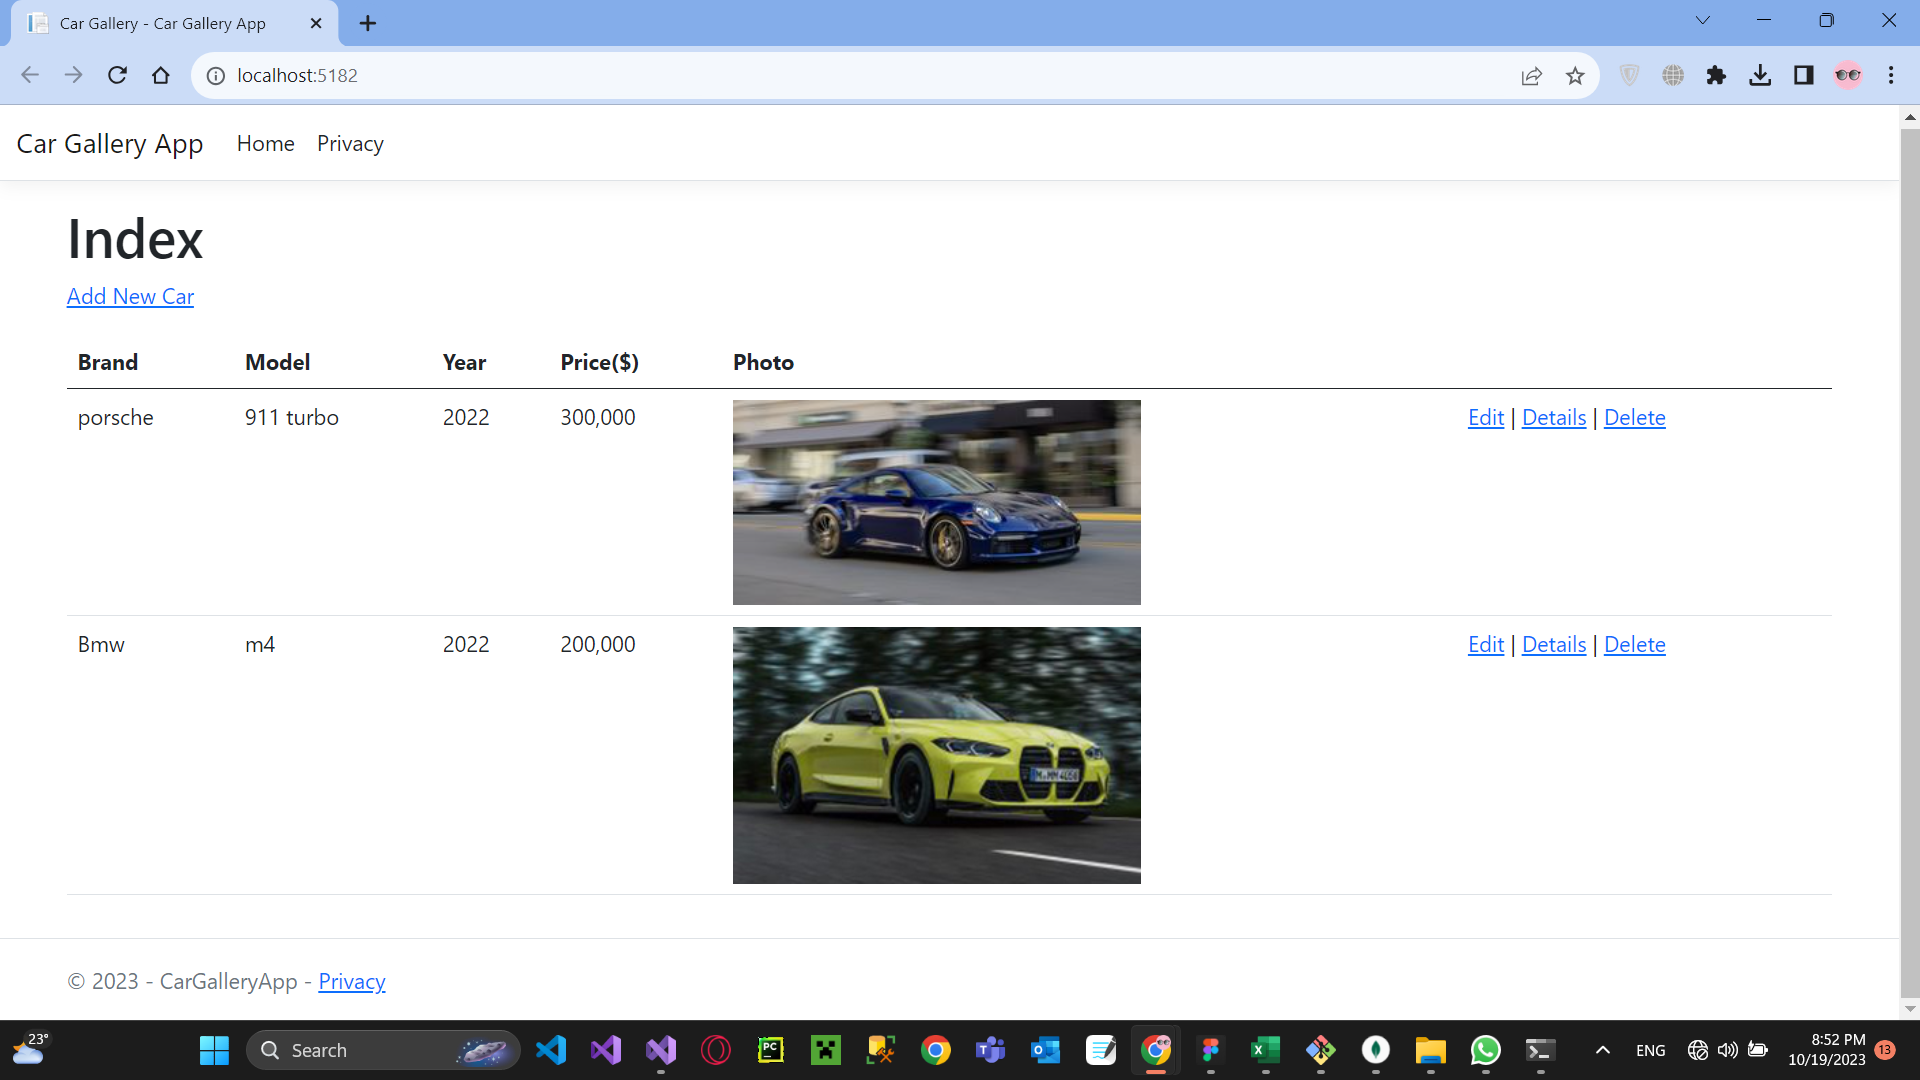 Car Gallery - Car Gallery App
localhost:5182
Car Gallery App Home Privacy
Index
Add New Car
Brand Model Year Price($) Photo
porsche 911 turbo 2022 300,000 Edit | Details | Delete
Bmw m4 2022 200,000 Edit | Details | Delete
© 2023 - CarGalleryApp - Privacy
23°
Search
PC
ENG
8:52 PM
10/19/2023
13